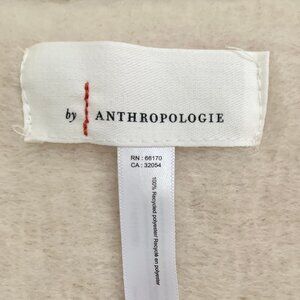 by ANTHROPOLOGIE
RN : 66170
CA : 32054
100% Recycled polyester/ Recyclé en polyester